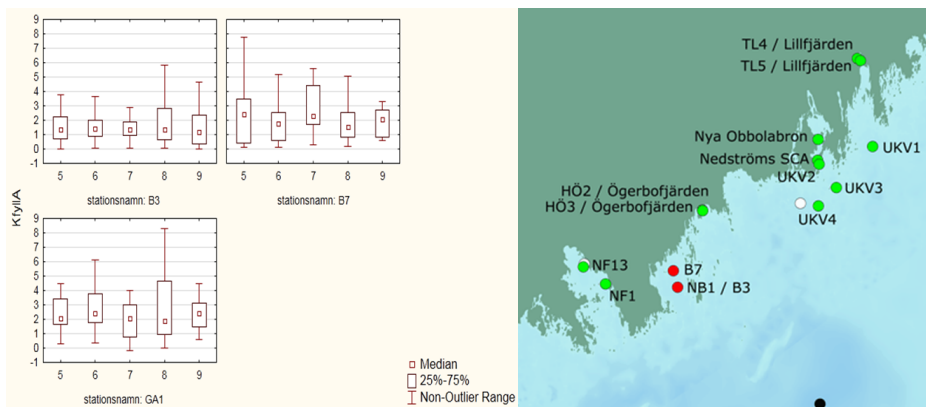 9
8
7
6
5
4
3
2
1
0
-1
5 6 7 8 9
stationsnamn: B3
5 6 7 8 9
stationsnamn: B7
KfyllA
9
8
7
6
5
4
3
2
1
0
-1
5 6 7 8 9
stationsnamn: GA1
Median
25%-75%
Non-Outlier Range
TL4 / Lillfjärden
TL5 / Lillfjärden
Nya Obbolabron
UKV1
Nedströms SCA
UKV2
UKV3
HÖ2 / Ögerbofjärden
HÖ3 / Ögerbofjärden
UKV4
NF13
B7
NF1
NB1 / B3